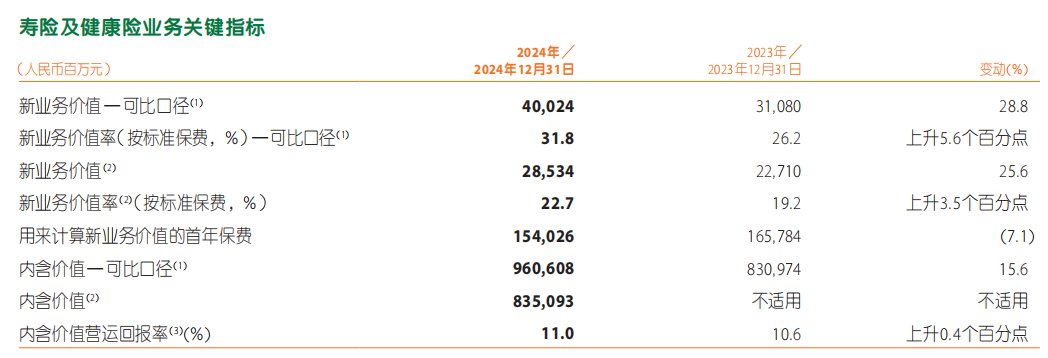 寿险及健康险业务关键指标
2024年／ 2023年／
（人民币百万元） 2024年12月31日 2023年12月31日 变动(%)
新业务价值—可比口径(1) 40,024 31,080 28.8
新业务价值率（按标准保费，%）—可比口径(1) 31.8 26.2 上升5.6个百分点
新业务价值(2) 28,534 22,710 25.6
新业务价值率(2)（按标准保费，%） 22.7 19.2 上升3.5个百分点
用来计算新业务价值的首年保费 154,026 165,784 (7.1)
内含价值—可比口径(1) 960,608 830,974 15.6
内含价值(2) 835,093 不适用 不适用
内含价值营运回报率(3)(%) 11.0 10.6 上升0.4个百分点